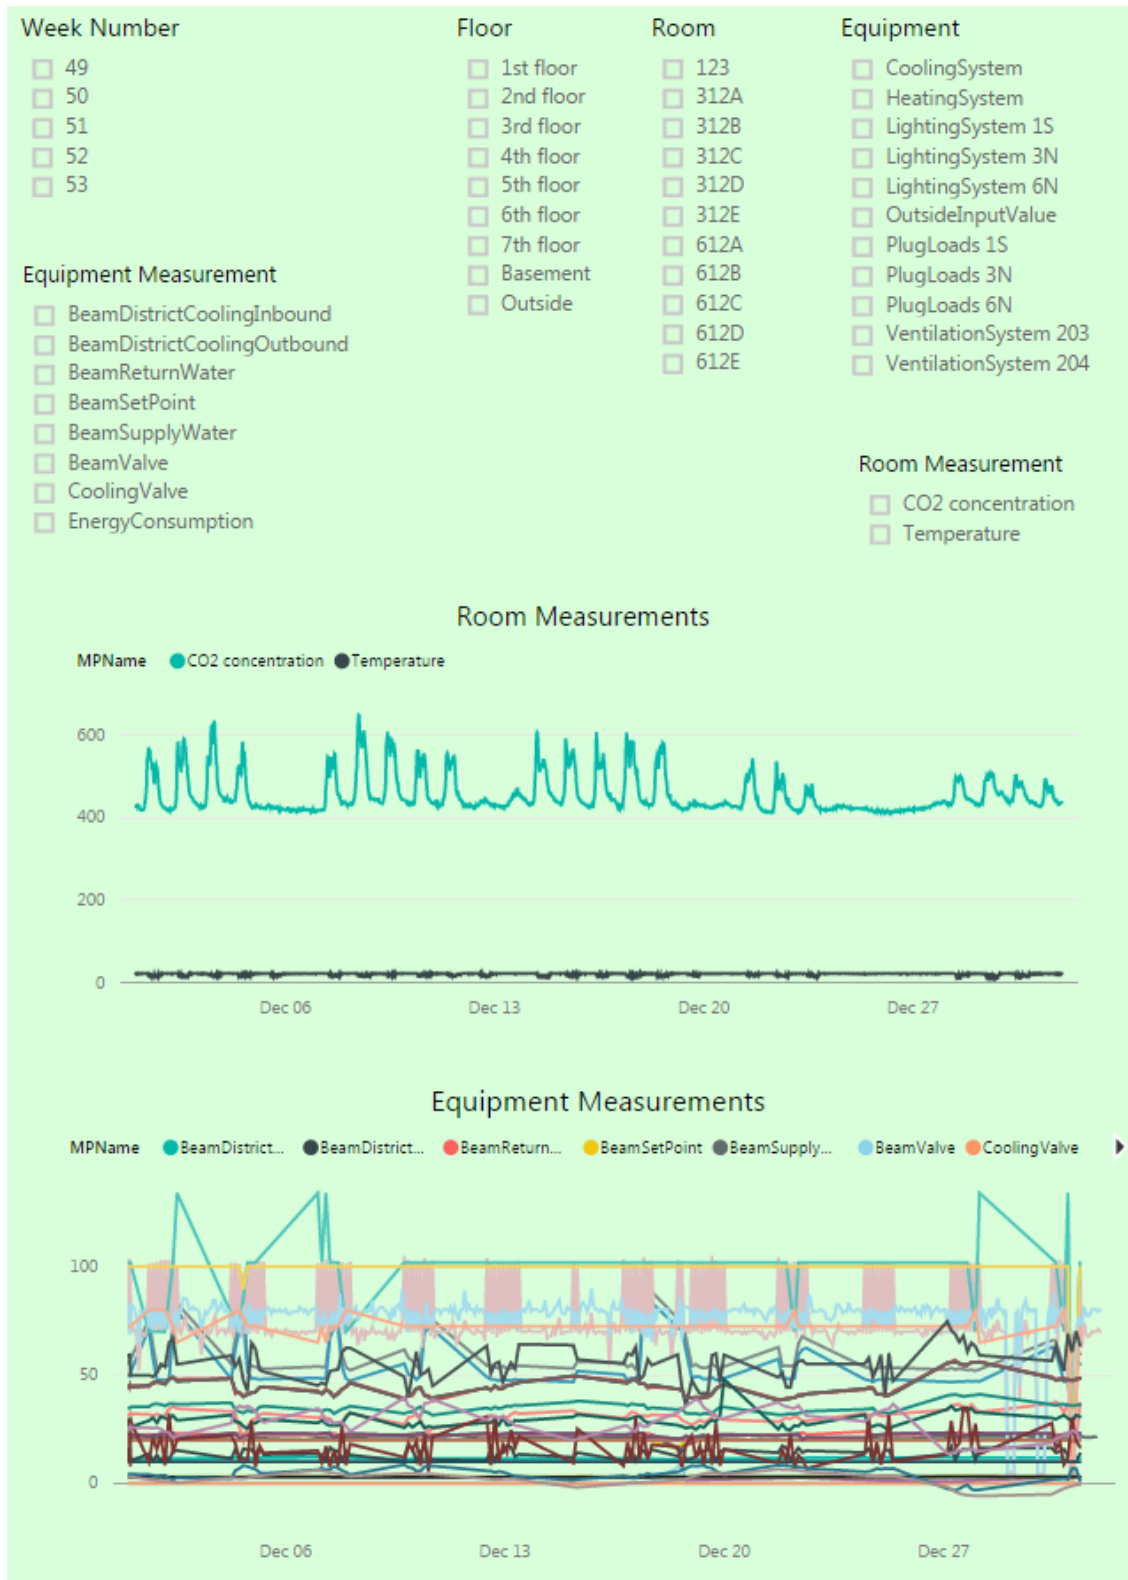 Week Number
49
50
51
52
53
Floor
1st floor
2nd floor
3rd floor
4th floor
5th floor
6th floor
7th floor
Basement
Outside
Room
123
312A
312B
312C
312D
312E
612A
612B
612C
612D
612E
Equipment
CoolingSystem
HeatingSystem
LightingSystem 1S
LightingSystem 3N
LightingSystem 6N
OutsideInputValue
PlugLoads 1S
PlugLoads 3N
PlugLoads 6N
VentilationSystem 203
VentilationSystem 204
Equipment Measurement
BeamDistrictCoolingInbound
BeamDistrictCoolingOutbound
BeamReturnWater
BeamSetPoint
BeamSupplyWater
BeamValve
CoolingValve
EnergyConsumption
Room Measurement
CO2 concentration
Temperature
Room Measurements
MPName CO2 concentration Temperature
600
400
200
0
Dec 06 Dec 13 Dec 20 Dec 27
Equipment Measurements
MPName BeamDistrict... BeamDistrict... BeamReturn... BeamSetPoint BeamSupply... BeamValve CoolingValve
100
50
0
Dec 06 Dec 13 Dec 20 Dec 27